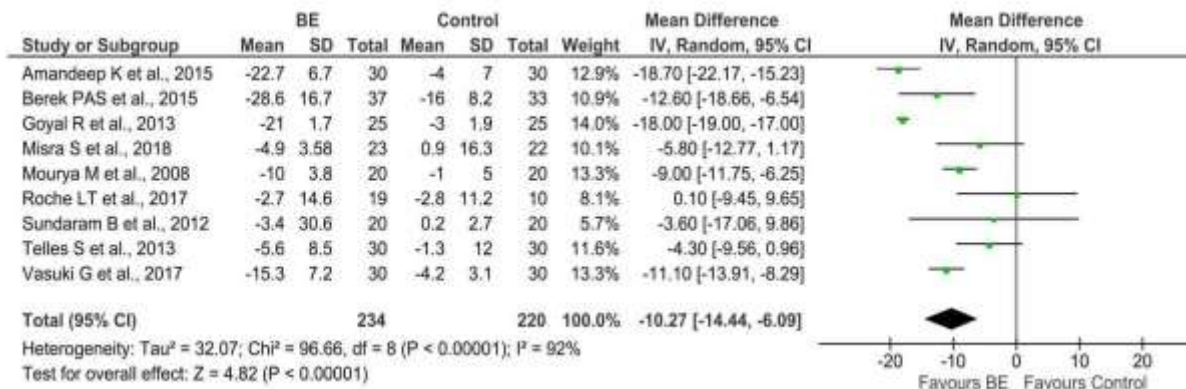 BE Control Mean Difference Mean Difference
Study or Subgroup Mean SD Total Mean SD Total Weight IV, Random, 95% CI IV, Random, 95% CI
Amandeep K et al., 2015 -22.7 6.7 30 -4 7 30 12.9% -18.70 [-22.17, -15.23]
Berek PAS et al., 2015 -28.6 16.7 37 -16 8.2 33 10.9% -12.60 [-18.66, -6.54]
Goyal R et al., 2013 -21 1.7 25 -3 1.9 25 14.0% -18.00 [-19.00, -17.00]
Misra S et al., 2018 -4.9 3.58 23 0.9 16.3 22 10.1% -5.80 [-12.77, 1.17]
Mourya M et al., 2008 -10 3.8 20 -1 5 20 13.3% -9.00 [-11.75, -6.25]
Roche LT et al., 2017 -2.7 14.6 19 -2.8 11.2 10 8.1% 0.10 [-9.45, 9.65]
Sundaram B et al., 2012 -3.4 30.6 20 0.2 2.7 20 5.7% -3.60 [-17.06, 9.86]
Telles S et al., 2013 -5.6 8.5 30 -1.3 12 30 11.6% -4.30 [-9.56, 0.96]
Vasuki G et al., 2017 -15.3 7.2 30 -4.2 3.1 30 13.3% -11.10 [-13.91, -8.29]
Total (95% CI) 234 220 100.0% -10.27 [-14.44, -6.09]
Heterogeneity: Tau² = 32.07; Chi² = 96.66, df = 8 (P < 0.00001); I² = 92%
Test for overall effect: Z = 4.82 (P < 0.00001)
-20 -10 0 10 20
Favours BE Favours Control